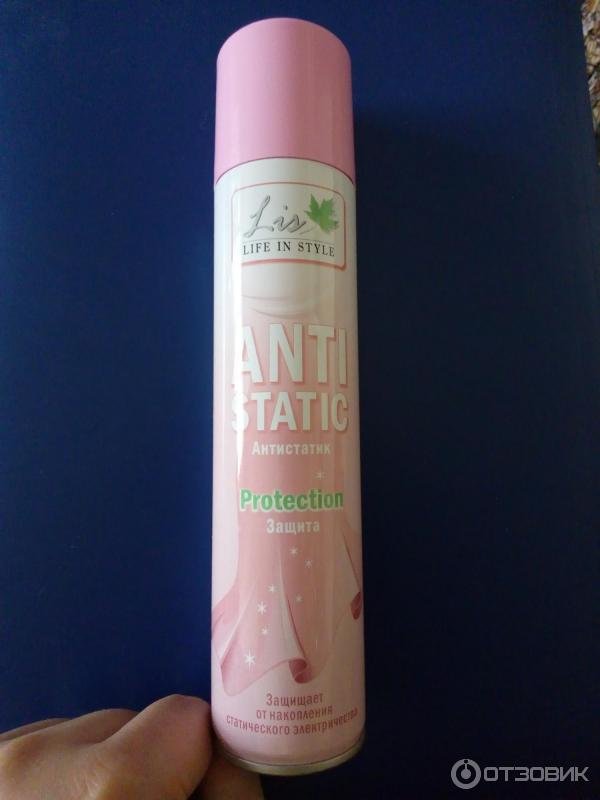 Lis
LIFE IN STYLE
ANTI
STATIC
Антистатик
Protection
Защита
Защищает
от накопления
статического электричества
ОТЗОВИК